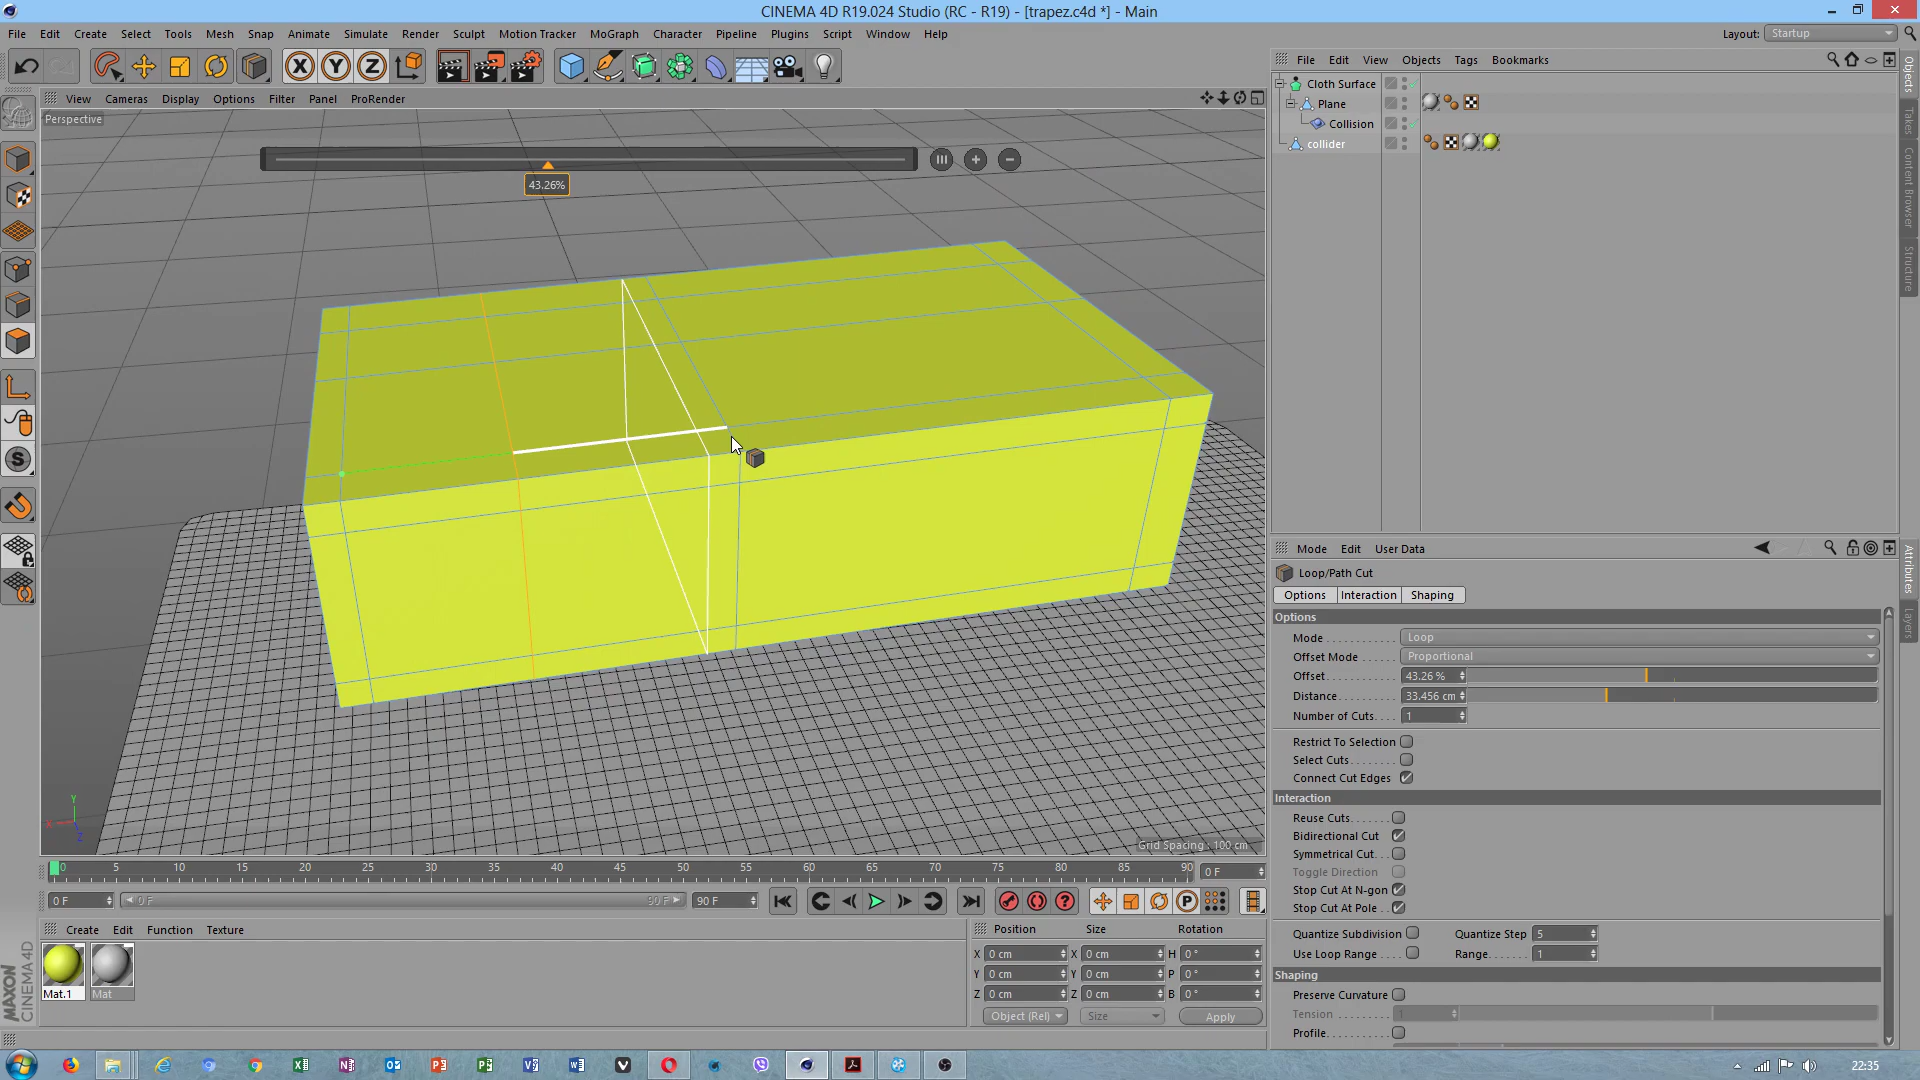 CINEMA 4D R19.024 Studio (RC - R19) - [trapez.c4d *] - Main
File Edit Create Select Tools Mesh Snap Animate Simulate Render Sculpt Motion Tracker MoGraph Character Pipeline Plugins Script Window Help
Layout: Startup
X Y Z
File Edit View Objects Tags Bookmarks
View Cameras Display Options Filter Panel ProRender
Perspective
43.26%
Cloth Surface
Plane
Collision
collider
Objects
Takes
Content Browser
Structure
Mode Edit User Data
Loop/Path Cut
Options Interaction Shaping
Options
Mode Loop
Offset Mode Proportional
Offset 43.26 %
Distance 33.456 cm
Number of Cuts 1
Restrict To Selection
Select Cuts
Connect Cut Edges
Interaction
Reuse Cuts
Bidirectional Cut
Symmetrical Cut
Toggle Direction
Stop Cut At N-gon
Stop Cut At Pole
Quantize Subdivision Quantize Step 5
Use Loop Range Range 1
Shaping
Preserve Curvature
Tension 1
Profile
Attributes
Layers
S
Y
X
Z
Grid Spacing : 100 cm
0 5 10 15 20 25 30 35 40 45 50 55 60 65 70 75 80 85 90 0 F
0 F 0 F 90 F 90 F
P
Create Edit Function Texture
Mat.1 Mat
Position Size Rotation
X 0 cm X 0 cm H 0 °
Y 0 cm Y 0 cm P 0 °
Z 0 cm Z 0 cm B 0 °
Object (Rel) Size Apply
MAXON
CINEMA 4D
22:35